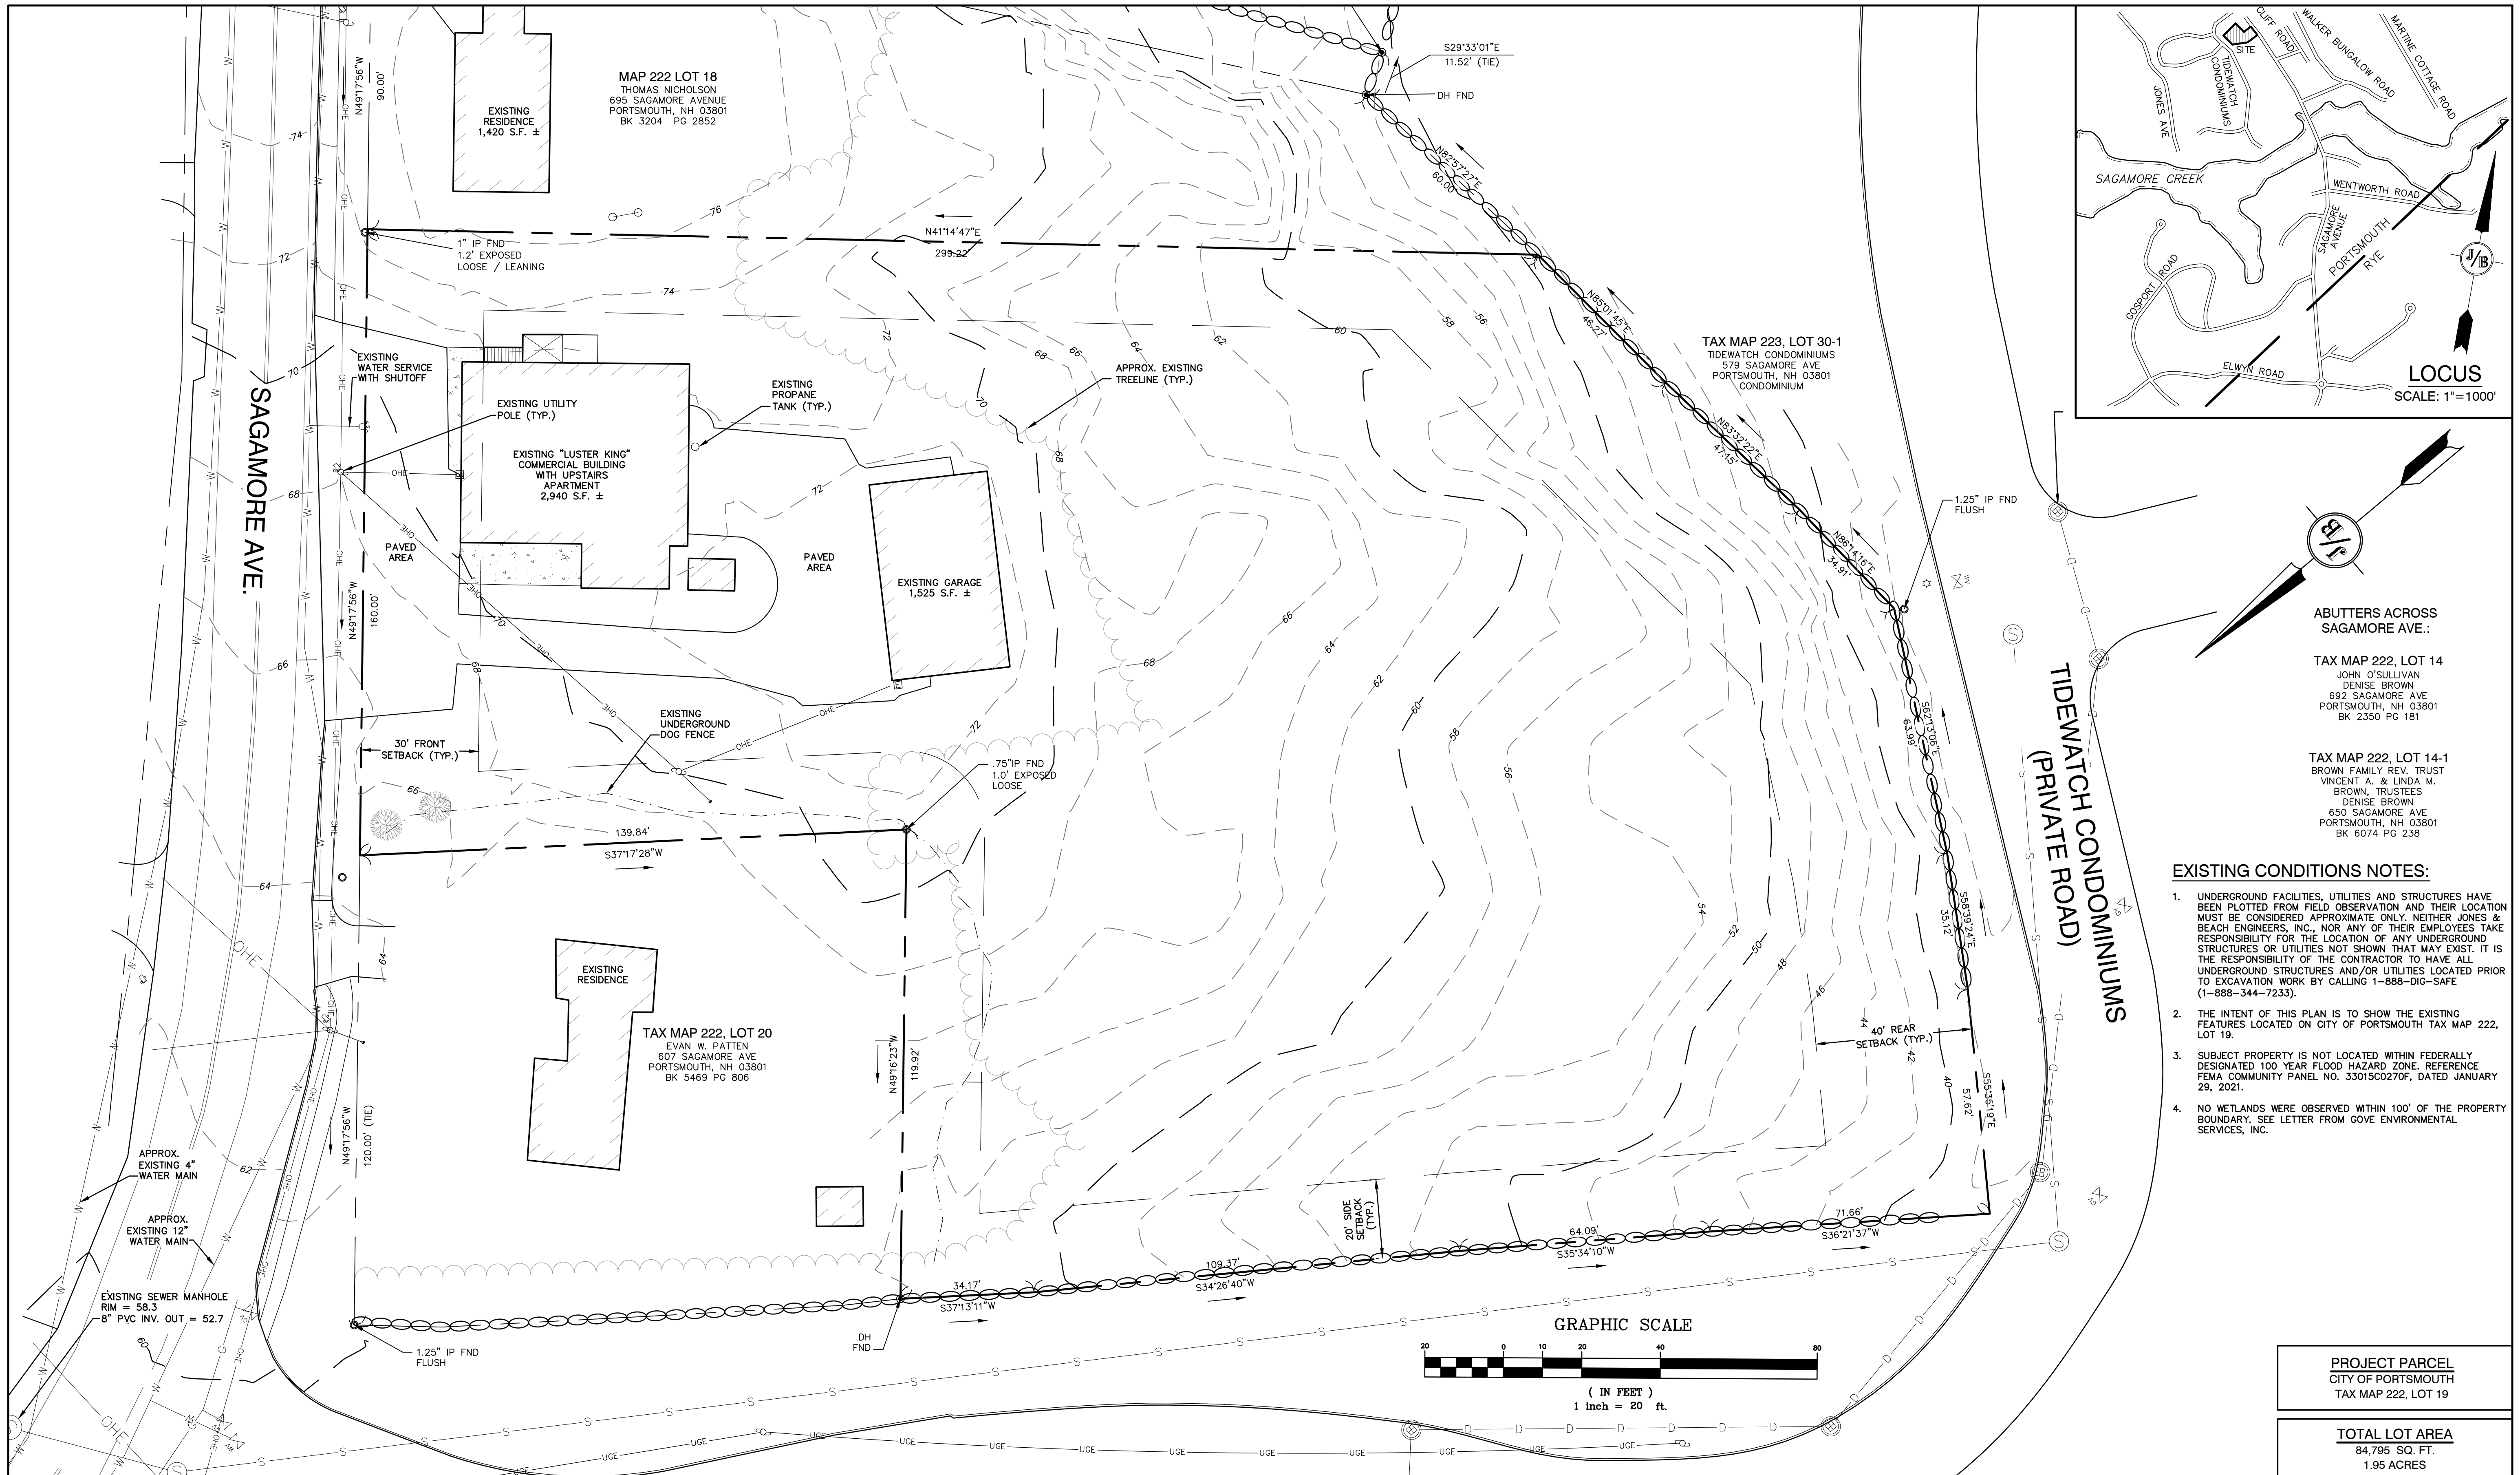 MAP 222 LOT 18
THOMAS NICHOLSON
695 SAGAMORE AVENUE
PORTSMOUTH, NH 03801
BK 3204 PG 2852
EXISTING
RESIDENCE
1,420 S.F. ±
N49°17'56"W
90.00'
S29°33'01"E
11.52' (TIE)
DH FND
N82°57'27"E
60.00'
1" IP FND
1.2' EXPOSED
LOOSE / LEANING
N41°14'47"E
299.22'
N85°01'45"E
46.27'
TAX MAP 223, LOT 30-1
TIDEWATCH CONDOMINIUMS
579 SAGAMORE AVE
PORTSMOUTH, NH 03801
CONDOMINIUM
N83°32'22"E
47.15'
1.25" IP FND
FLUSH
N86°14'16"E
34.91'
EXISTING
WATER SERVICE
WITH SHUTOFF
EXISTING UTILITY
POLE (TYP.)
EXISTING
PROPANE
TANK (TYP.)
APPROX. EXISTING
TREELINE (TYP.)
SAGAMORE AVE.
EXISTING "LUSTER KING"
COMMERCIAL BUILDING
WITH UPSTAIRS
APARTMENT
2,940 S.F. ±
PAVED
AREA
PAVED
AREA
EXISTING GARAGE
1,525 S.F. ±
N49°17'56"W
160.00'
30' FRONT
SETBACK (TYP.)
EXISTING
UNDERGROUND
DOG FENCE
.75"IP FND
1.0' EXPOSED
LOOSE
139.84'
S37°17'28"W
S62°13'06"E
63.99'
TIDEWATCH CONDOMINIUMS
(PRIVATE ROAD)
S58°39'24"E
35.12'
40' REAR
SETBACK (TYP.)
S55°35'19"E
57.62'
EXISTING
RESIDENCE
TAX MAP 222, LOT 20
EVAN W. PATTEN
607 SAGAMORE AVE
PORTSMOUTH, NH 03801
BK 5469 PG 806
N49°16'23"W
119.92'
N49°17'56"W
120.00' (TIE)
APPROX.
EXISTING 4"
WATER MAIN
APPROX.
EXISTING 12"
WATER MAIN
EXISTING SEWER MANHOLE
RIM = 58.3
8" PVC INV. OUT = 52.7
1.25" IP FND
FLUSH
DH
FND
34.17'
S37°13'11"W
109.37'
S34°26'40"W
20' SIDE
SETBACK
(TYP.)
64.09'
S35°34'10"W
71.66'
S36°21'37"W
GRAPHIC SCALE
20 0 10 20 40 80
( IN FEET )
1 inch = 20 ft.
CLIFF ROAD
WALKER BUNGALOW ROAD
MARTINE COTTAGE ROAD
SITE
TIDEWATCH
CONDOMINIUMS
JONES AVE
SAGAMORE CREEK
WENTWORTH ROAD
SAGAMORE
AVENUE
PORTSMOUTH
RYE
GOSPORT ROAD
ELWYN ROAD
J/B
LOCUS
SCALE: 1"=1000'
J/B
ABUTTERS ACROSS
SAGAMORE AVE.:
TAX MAP 222, LOT 14
JOHN O'SULLIVAN
DENISE BROWN
692 SAGAMORE AVE
PORTSMOUTH, NH 03801
BK 2350 PG 181
TAX MAP 222, LOT 14-1
BROWN FAMILY REV. TRUST
VINCENT A. & LINDA M.
BROWN, TRUSTEES
DENISE BROWN
650 SAGAMORE AVE
PORTSMOUTH, NH 03801
BK 6074 PG 238
EXISTING CONDITIONS NOTES:
1. UNDERGROUND FACILITIES, UTILITIES AND STRUCTURES HAVE
BEEN PLOTTED FROM FIELD OBSERVATION AND THEIR LOCATION
MUST BE CONSIDERED APPROXIMATE ONLY. NEITHER JONES &
BEACH ENGINEERS, INC., NOR ANY OF THEIR EMPLOYEES TAKE
RESPONSIBILITY FOR THE LOCATION OF ANY UNDERGROUND
STRUCTURES OR UTILITIES NOT SHOWN THAT MAY EXIST. IT IS
THE RESPONSIBILITY OF THE CONTRACTOR TO HAVE ALL
UNDERGROUND STRUCTURES AND/OR UTILITIES LOCATED PRIOR
TO EXCAVATION WORK BY CALLING 1-888-DIG-SAFE
(1-888-344-7233).
2. THE INTENT OF THIS PLAN IS TO SHOW THE EXISTING
FEATURES LOCATED ON CITY OF PORTSMOUTH TAX MAP 222,
LOT 19.
3. SUBJECT PROPERTY IS NOT LOCATED WITHIN FEDERALLY
DESIGNATED 100 YEAR FLOOD HAZARD ZONE. REFERENCE
FEMA COMMUNITY PANEL NO. 33015C0270F, DATED JANUARY
29, 2021.
4. NO WETLANDS WERE OBSERVED WITHIN 100' OF THE PROPERTY
BOUNDARY. SEE LETTER FROM GOVE ENVIRONMENTAL
SERVICES, INC.
PROJECT PARCEL
CITY OF PORTSMOUTH
TAX MAP 222, LOT 19
TOTAL LOT AREA
84,795 SQ. FT.
1.95 ACRES